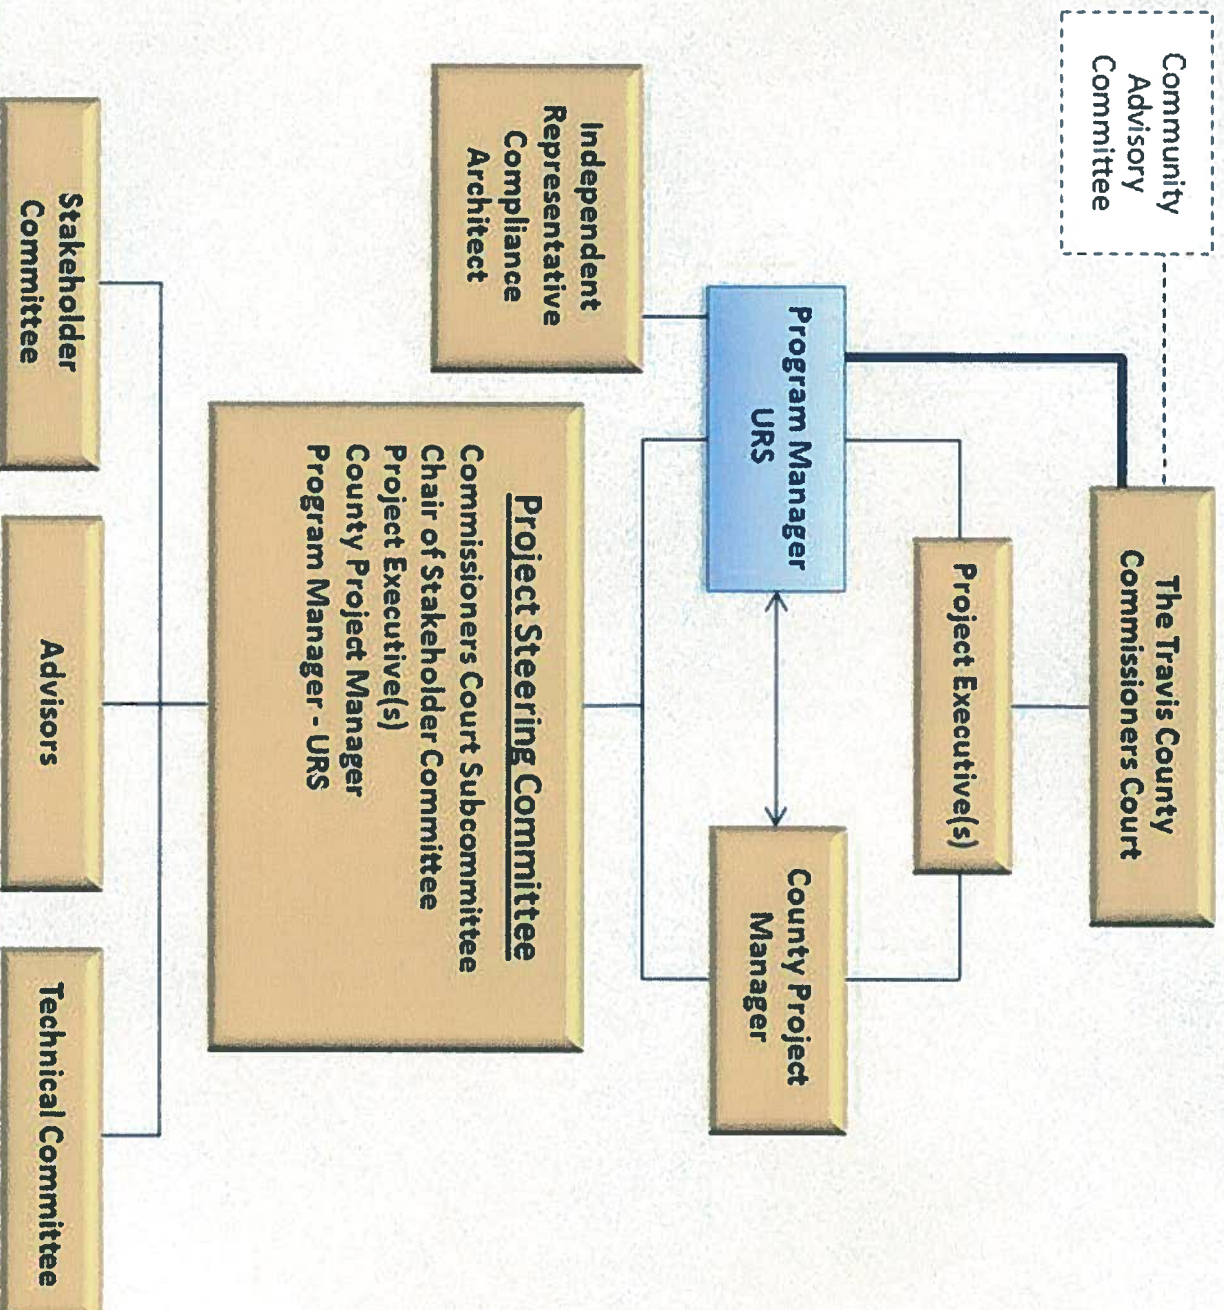 Community
Advisory
Committee
The Travis County
Commissioners Court
Project Executive(s)
Program Manager
URS
County Project
Manager
Independent
Representative
Compliance
Architect
Project Steering Committee
Commissioners Court Subcommittee
Chair of Stakeholder Committee
Project Executive(s)
County Project Manager
Program Manager - URS
Stakeholder
Committee
Advisors
Technical Committee